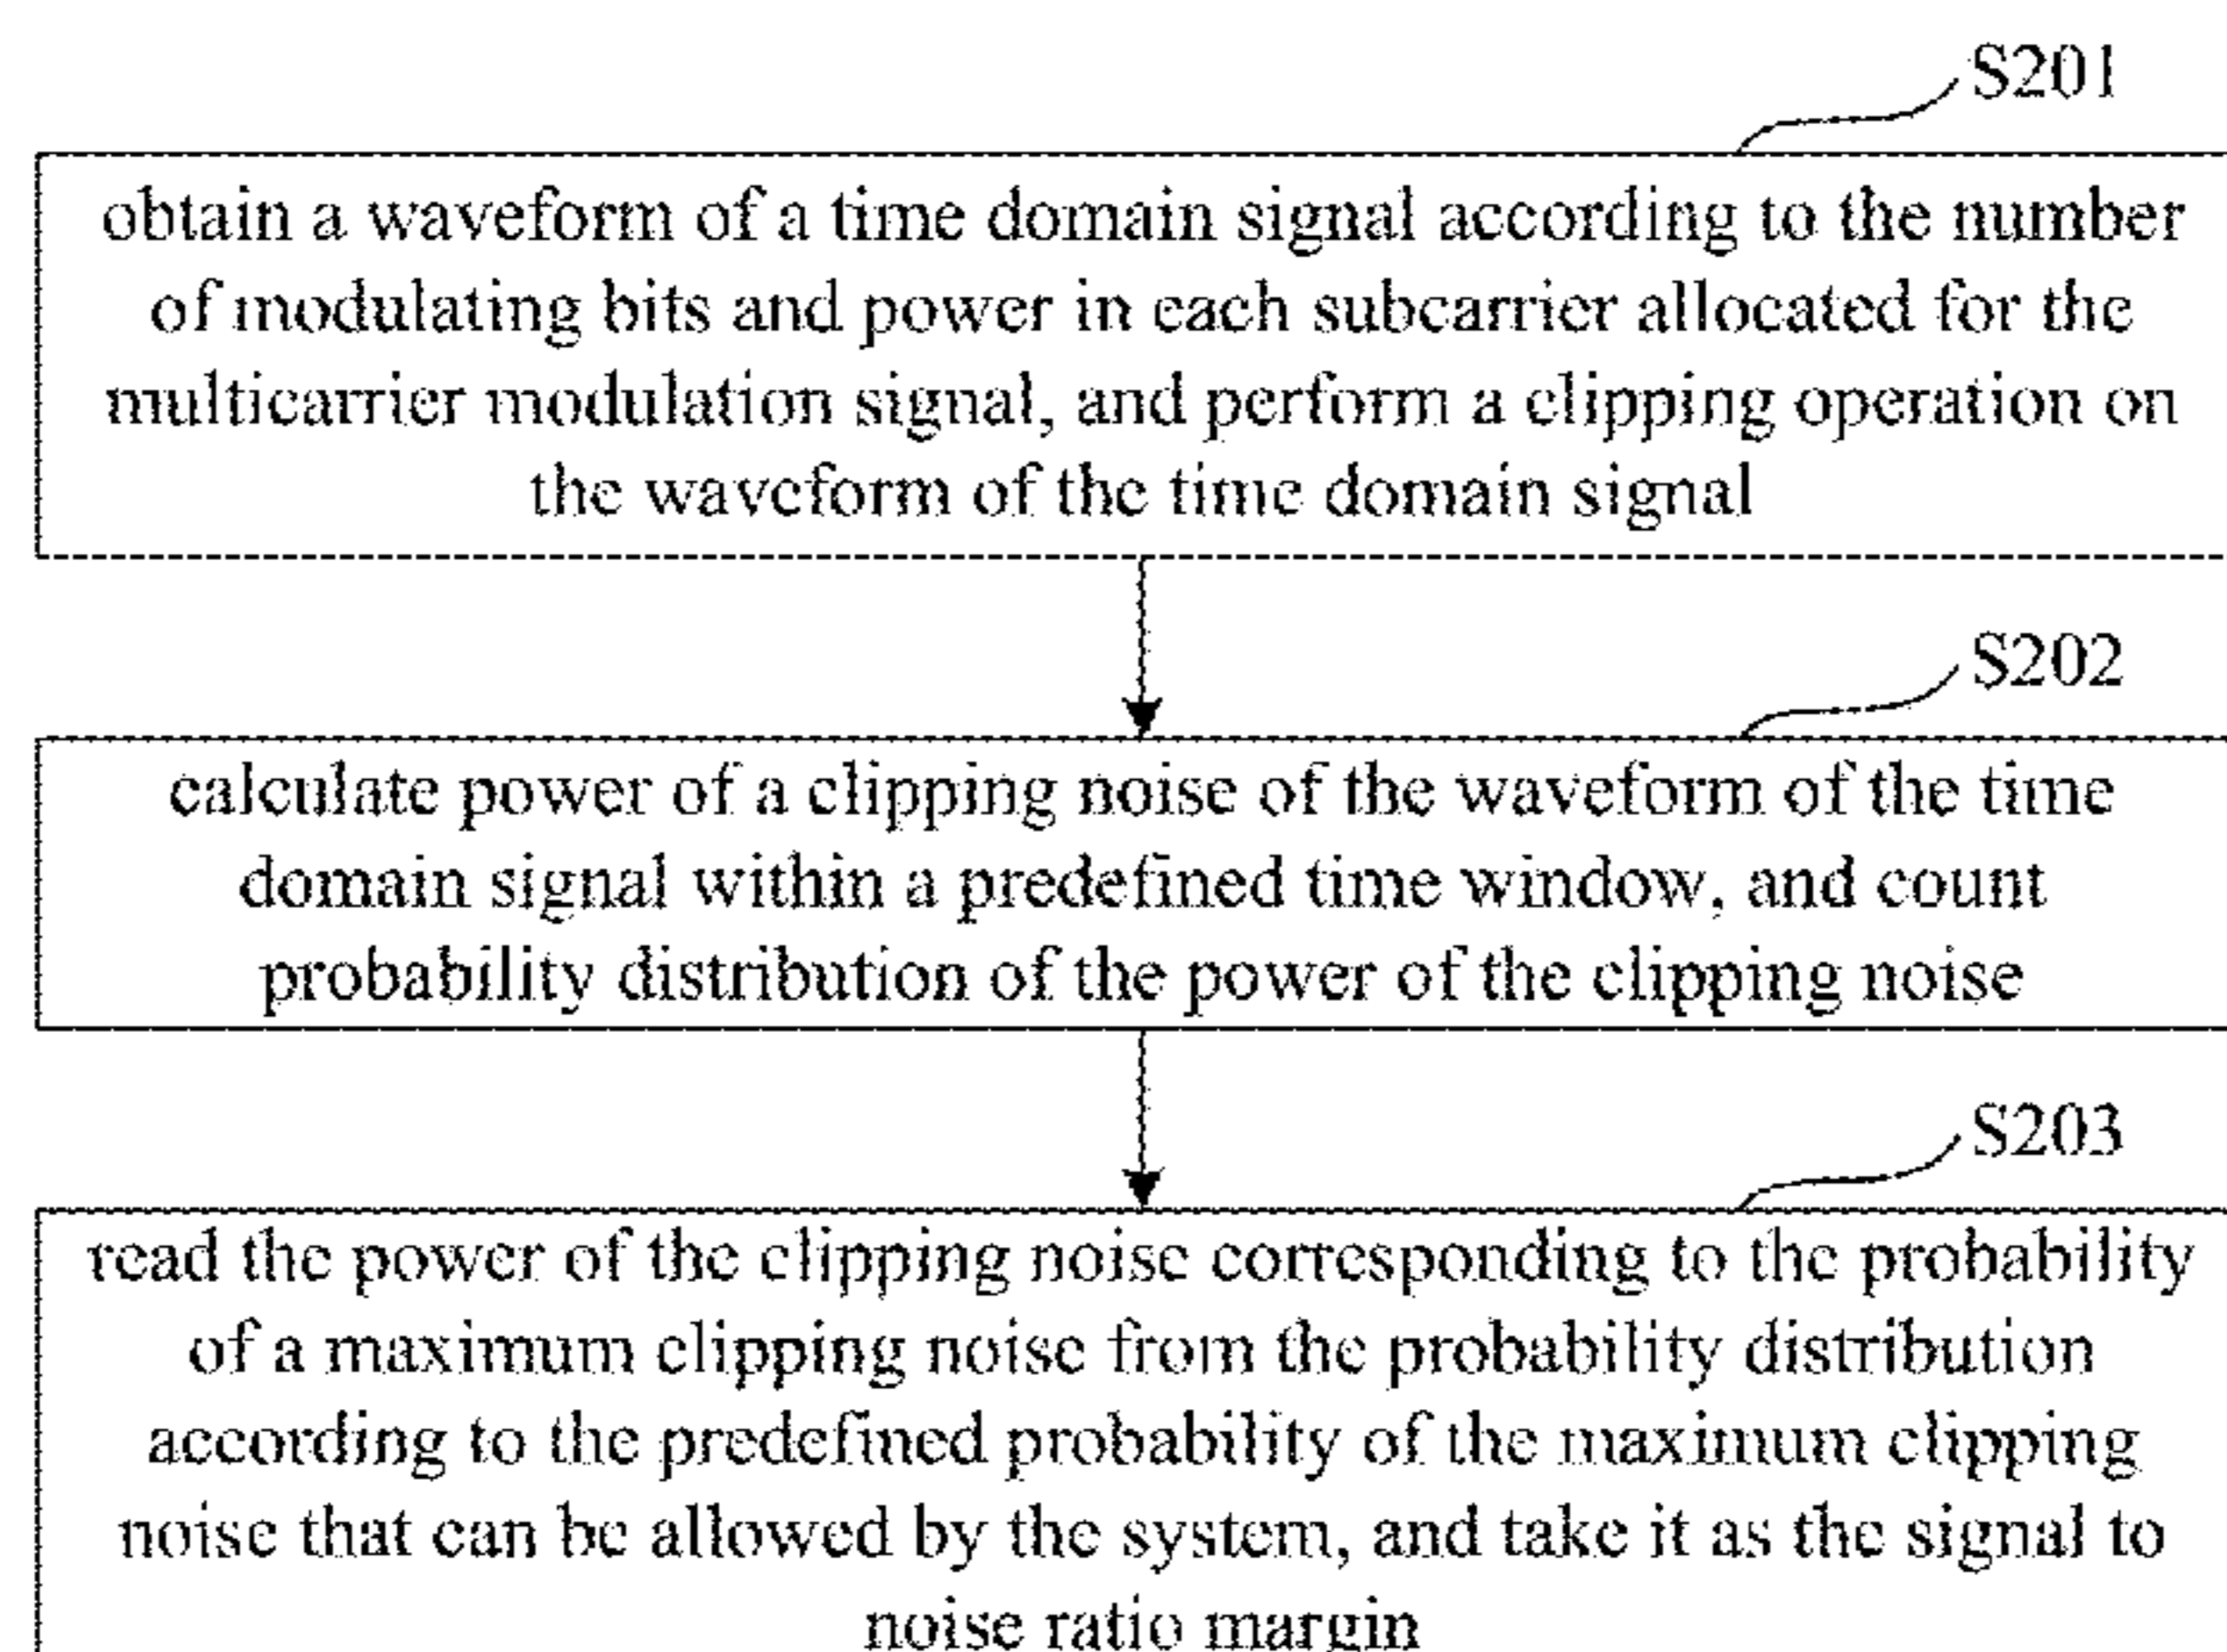 S201
obtain a waveform of a time domain signal according to the number
of modulating bits and power in each subcarrier allocated for the
multicarrier modulation signal, and perform a clipping operation on
the waveform of the time domain signal
S202
calculate power of a clipping noise of the waveform of the time
domain signal within a predefined time window, and count
probability distribution of the power of the clipping noise
S203
read the power of the clipping noise corresponding to the probability
of a maximum clipping noise from the probability distribution
according to the predefined probability of the maximum clipping
noise that can be allowed by the system, and take it as the signal to
noise ratio margin